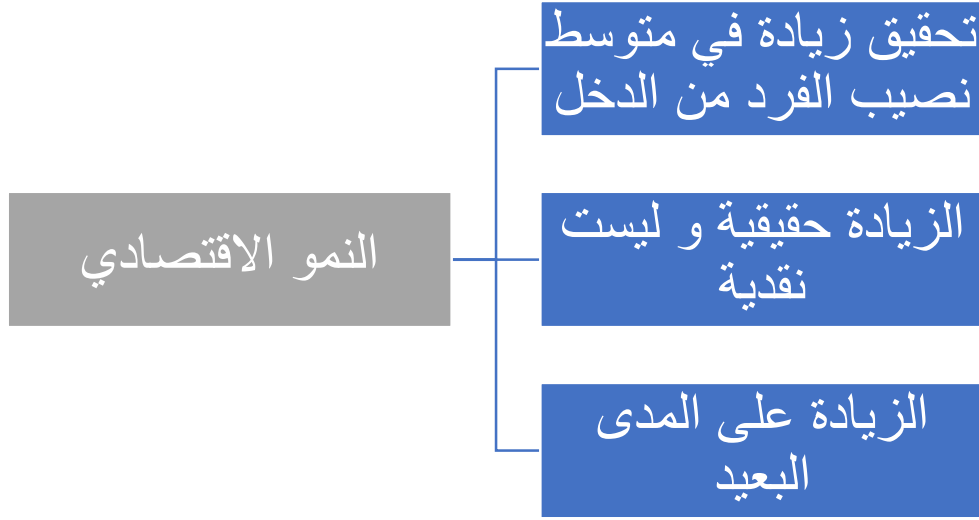 النمو الاقتصادي
تحقيق زيادة في متوسط
نصيب الفرد من الدخل
الزيادة حقيقية و ليست
نقدية
الزيادة على المدى
البعيد